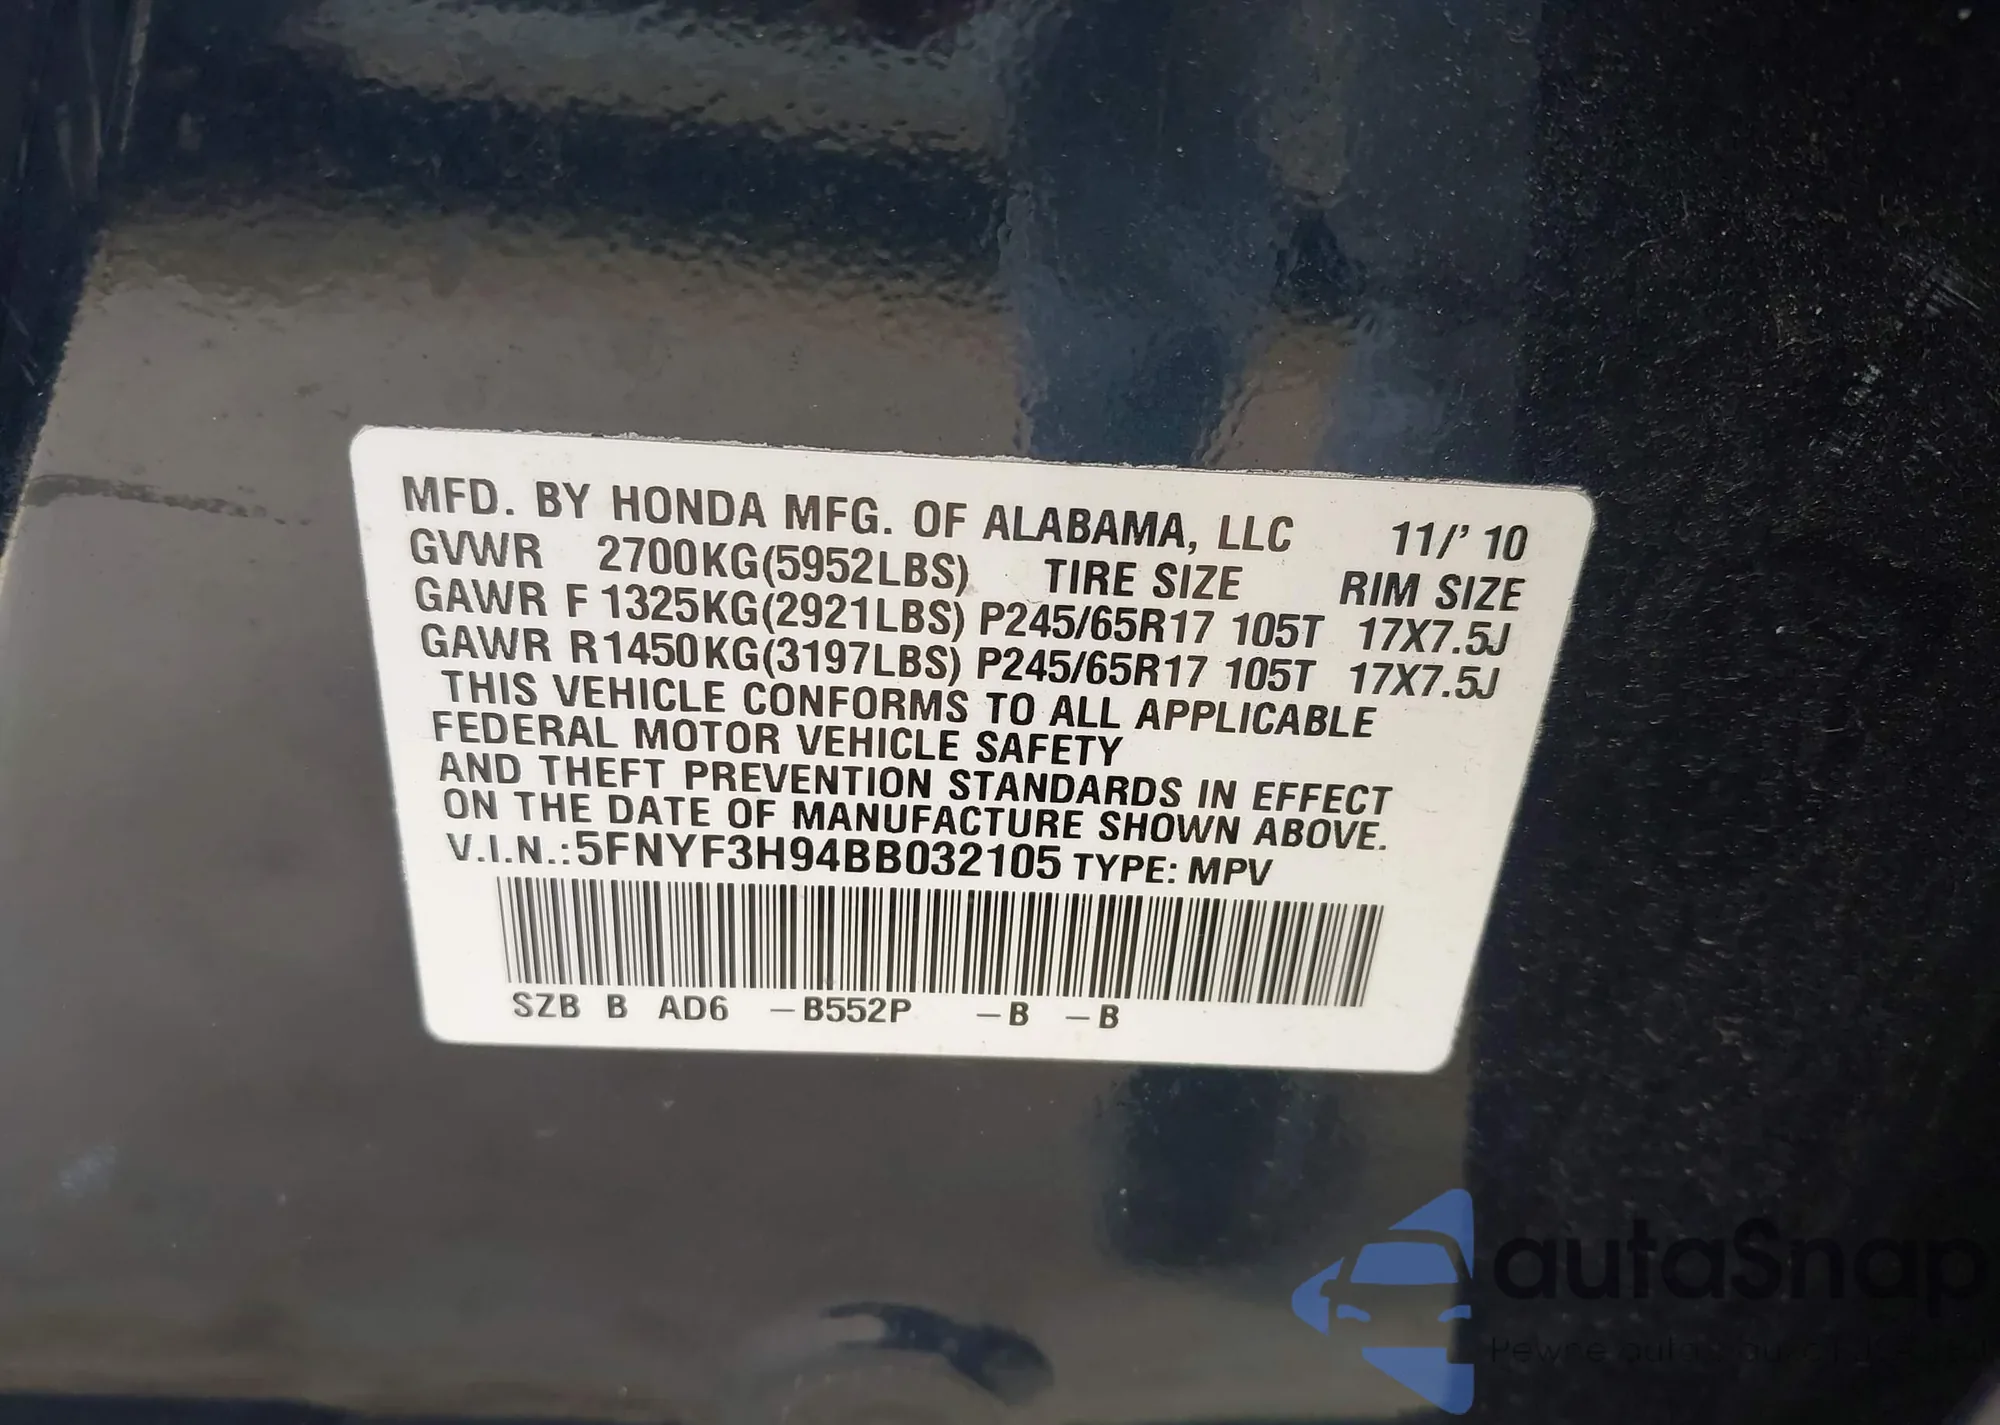 MFD. BY HONDA MFG. OF ALABAMA, LLC 11/' 10
GVWR 2700KG(5952LBS) TIRE SIZE RIM SIZE
GAWR F 1325KG(2921LBS) P245/65R17 105T 17X7.5J
GAWR R1450KG(3197LBS) P245/65R17 105T 17X7.5J
THIS VEHICLE CONFORMS TO ALL APPLICABLE
FEDERAL MOTOR VEHICLE SAFETY
AND THEFT PREVENTION STANDARDS IN EFFECT
ON THE DATE OF MANUFACTURE SHOWN ABOVE.
V.I.N.:5FNYF3H94BB032105 TYPE: MPV
SZB B AD6 -B552P -B -B
autaSnap
Pewne auto